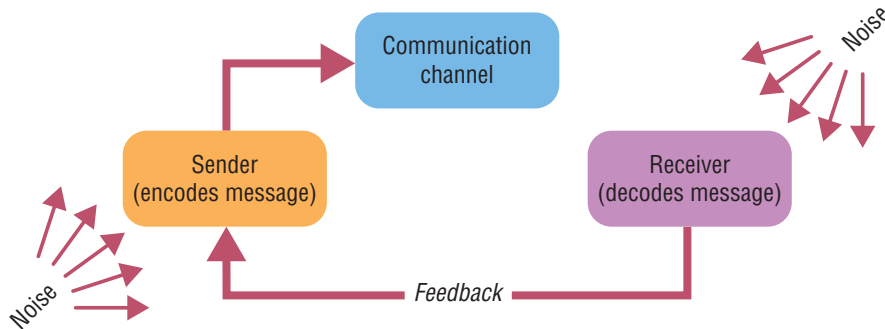 Communication
channel
Noise
Sender
(encodes message)
Receiver
(decodes message)
Noise
Feedback